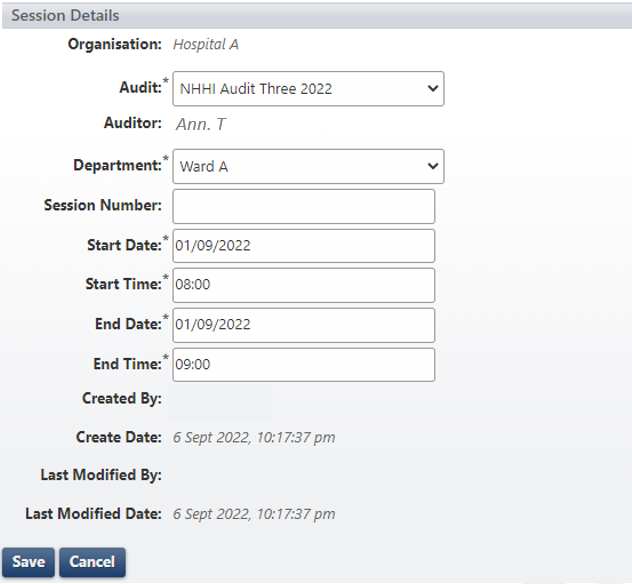 Session Details
Organisation: Hospital A
Audit:* NHHI Audit Three 2022
Auditor: Ann. T
Department:* Ward A
Session Number:
Start Date:* 01/09/2022
Start Time:* 08:00
End Date:* 01/09/2022
End Time:* 09:00
Created By:
Create Date: 6 Sept 2022, 10:17:37 pm
Last Modified By:
Last Modified Date: 6 Sept 2022, 10:17:37 pm
Save Cancel